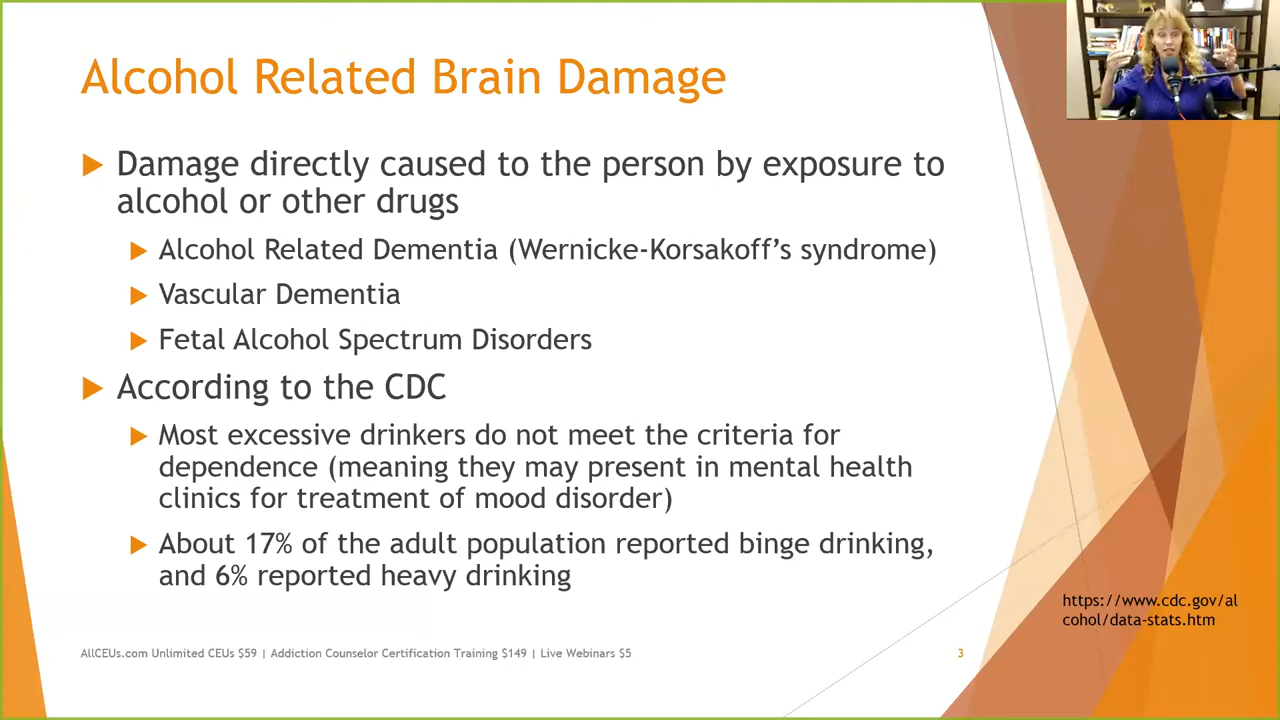 Alcohol Related Brain Damage
Damage directly caused to the person by exposure to
alcohol or other drugs
Alcohol Related Dementia (Wernicke-Korsakoff’s syndrome)
Vascular Dementia
Fetal Alcohol Spectrum Disorders
According to the CDC
Most excessive drinkers do not meet the criteria for
dependence (meaning they may present in mental health
clinics for treatment of mood disorder)
About 17% of the adult population reported binge drinking,
and 6% reported heavy drinking
https://www.cdc.gov/al
cohol/data-stats.htm
AllCEUs.com Unlimited CEUs $59 | Addiction Counselor Certification Training $149 | Live Webinars $5
3